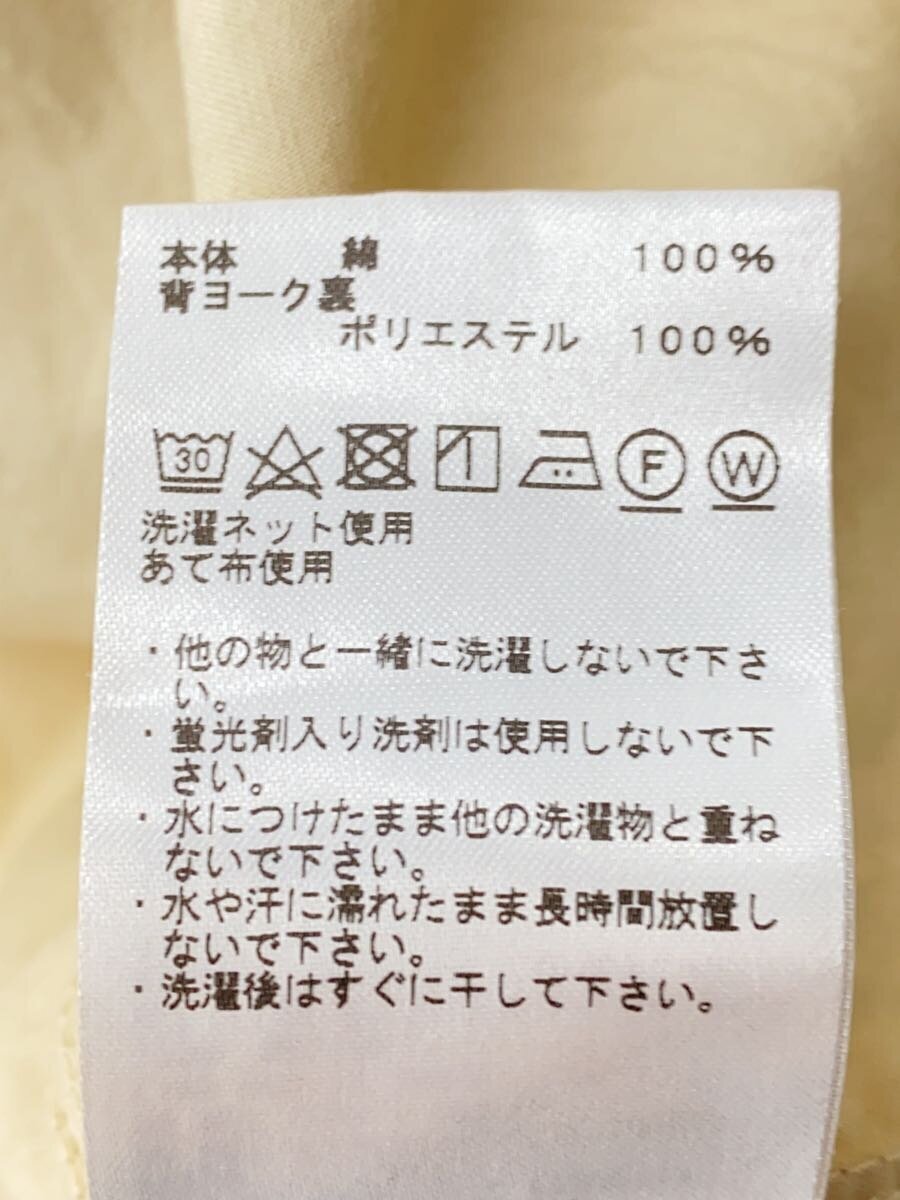 本体 綿 100%
背ヨーク裏
ポリエステル 100%
30 F W
洗濯ネット使用
あて布使用
・他の物と一緒に洗濯しないで下さ
い。
・蛍光剤入り洗剤は使用しないで下
さい。
・水につけたまま他の洗濯物と重ね
ないで下さい。
・水や汗に濡れたまま長時間放置し
ないで下さい。
・洗濯後はすぐに干して下さい。